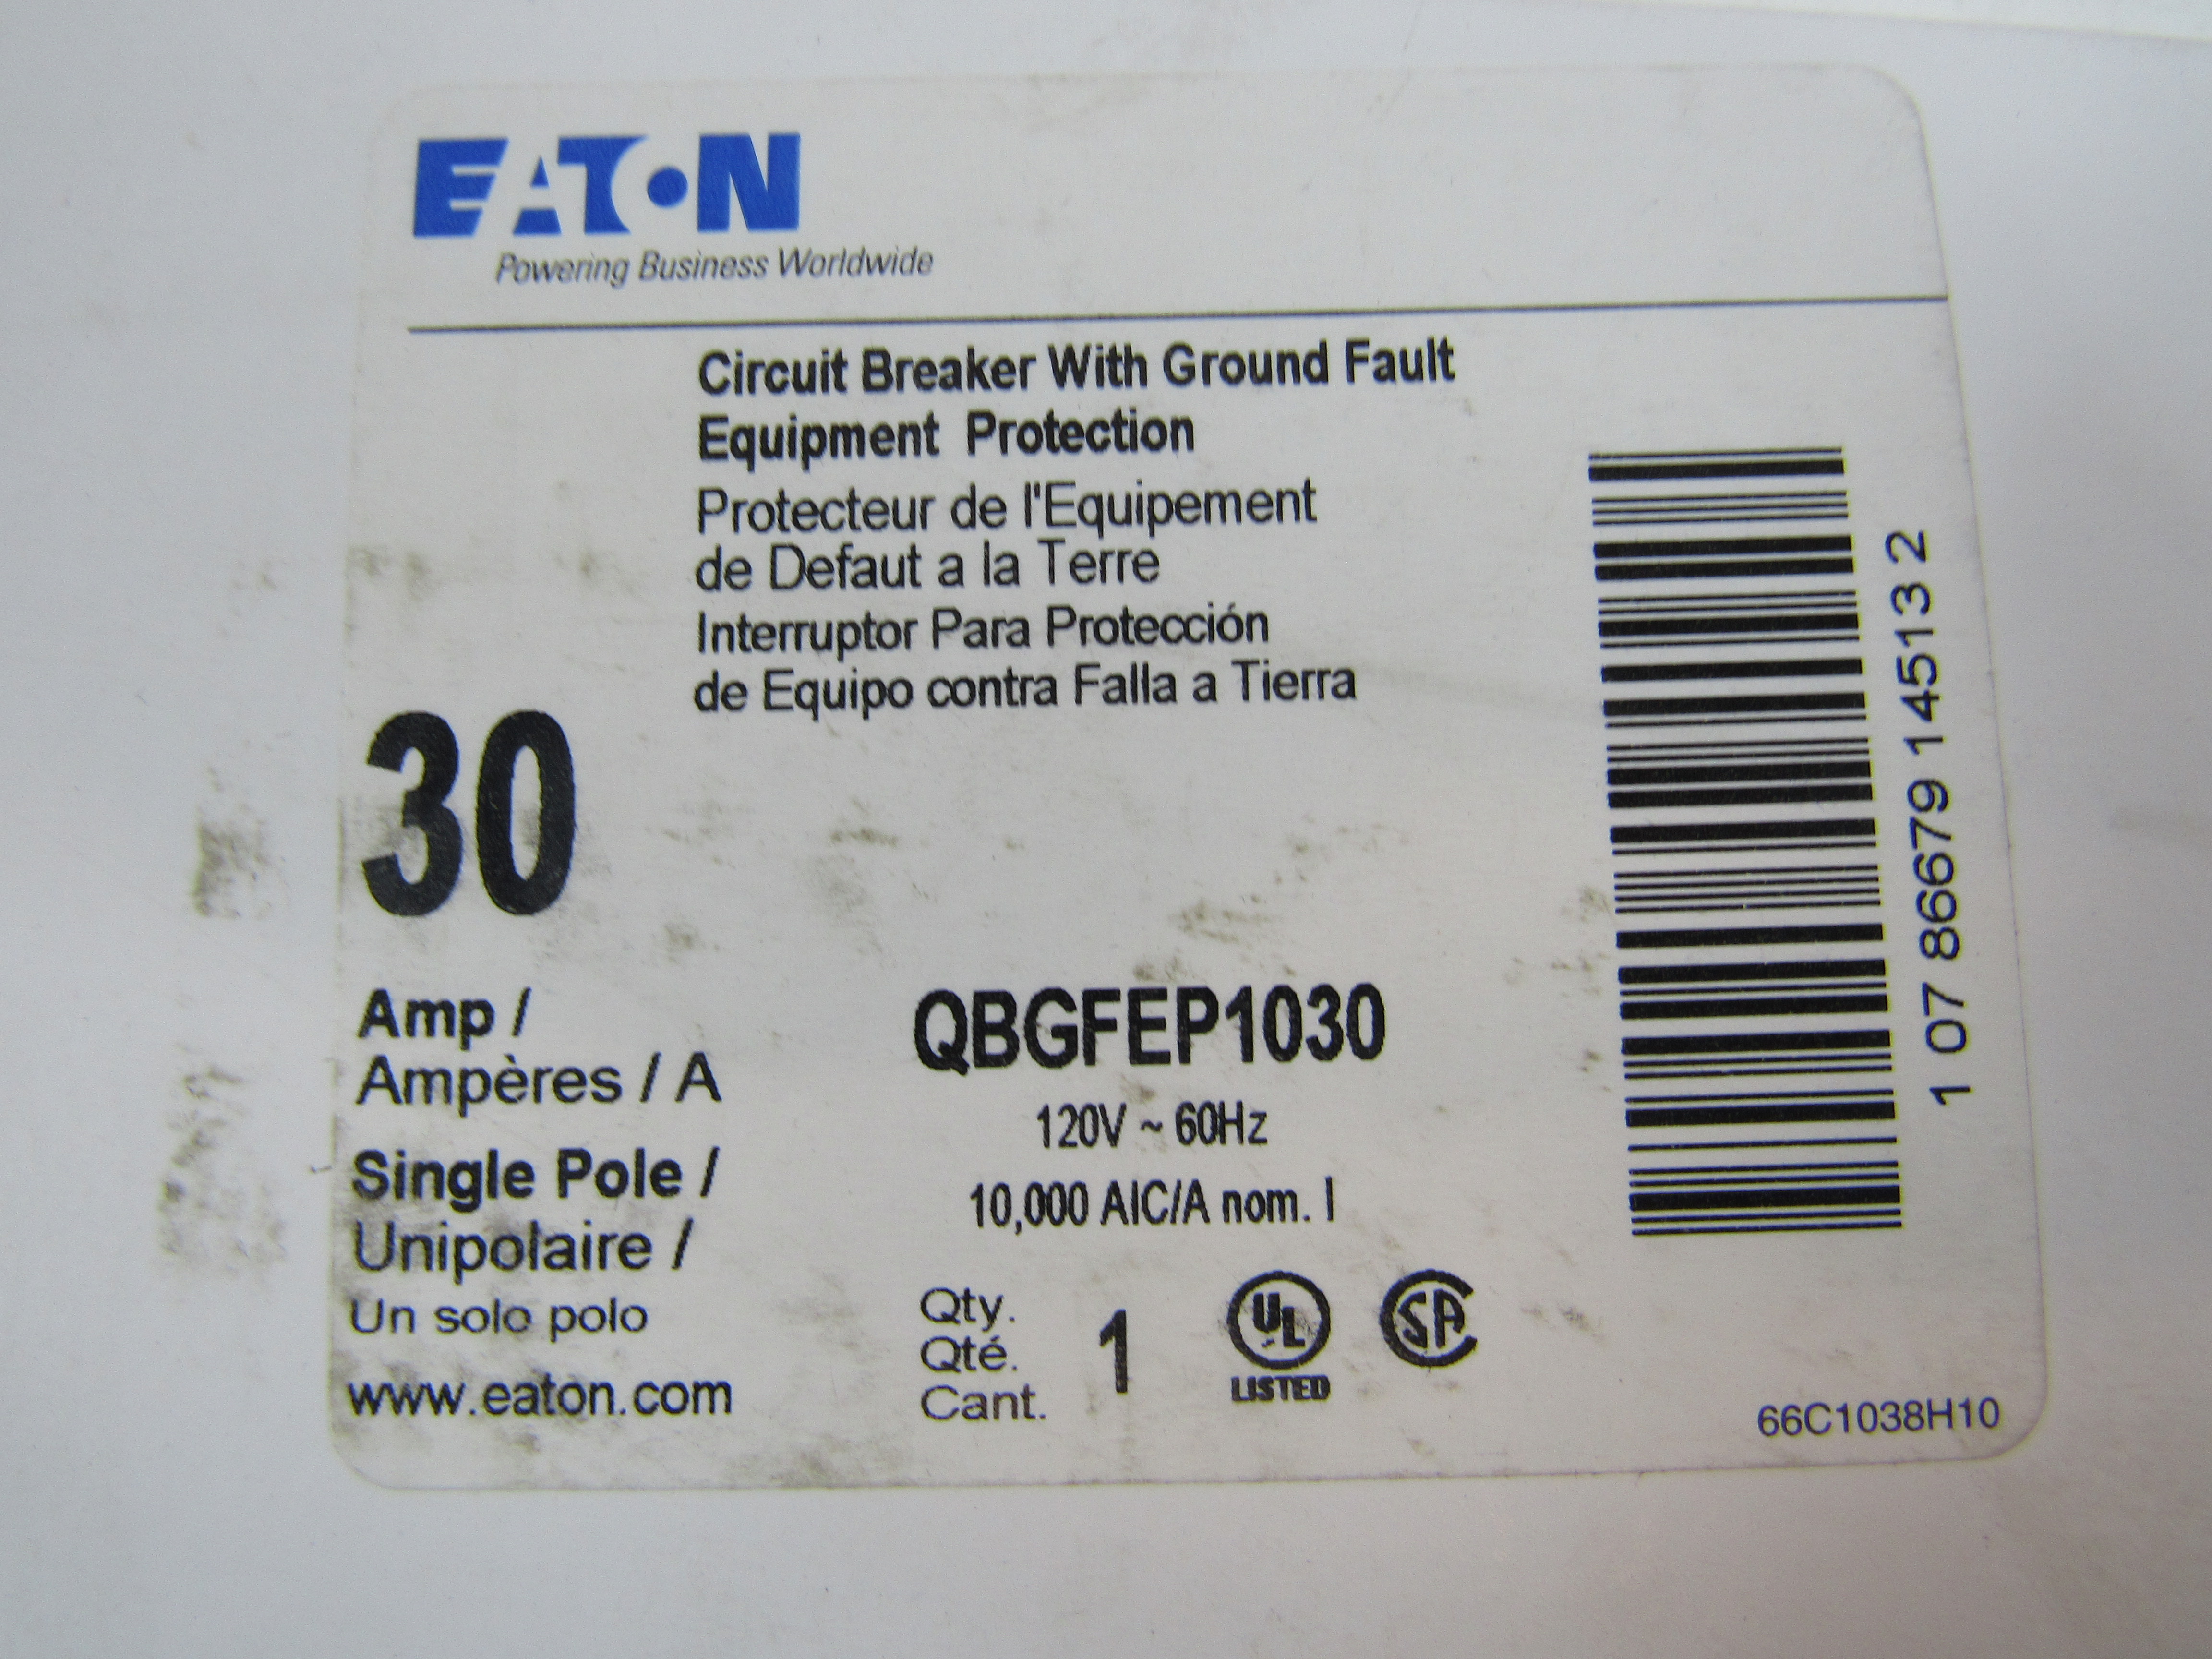 EATON
Powering Business Worldwide
Circuit Breaker With Ground Fault
Equipment Protection
Protecteur de l'Equipement
de Defaut a la Terre
Interruptor Para Protección
de Equipo contra Falla a Tierra
30
Amp /
Ampères / A
Single Pole /
Unipolaire /
Un solo polo
www.eaton.com
QBGFEP1030
120V ~ 60Hz
10,000 AIC/A nom. I
Qty.
Qté.
Cant.
1
UL
LISTED
SA
1 07 86679 14513 2
66C1038H10